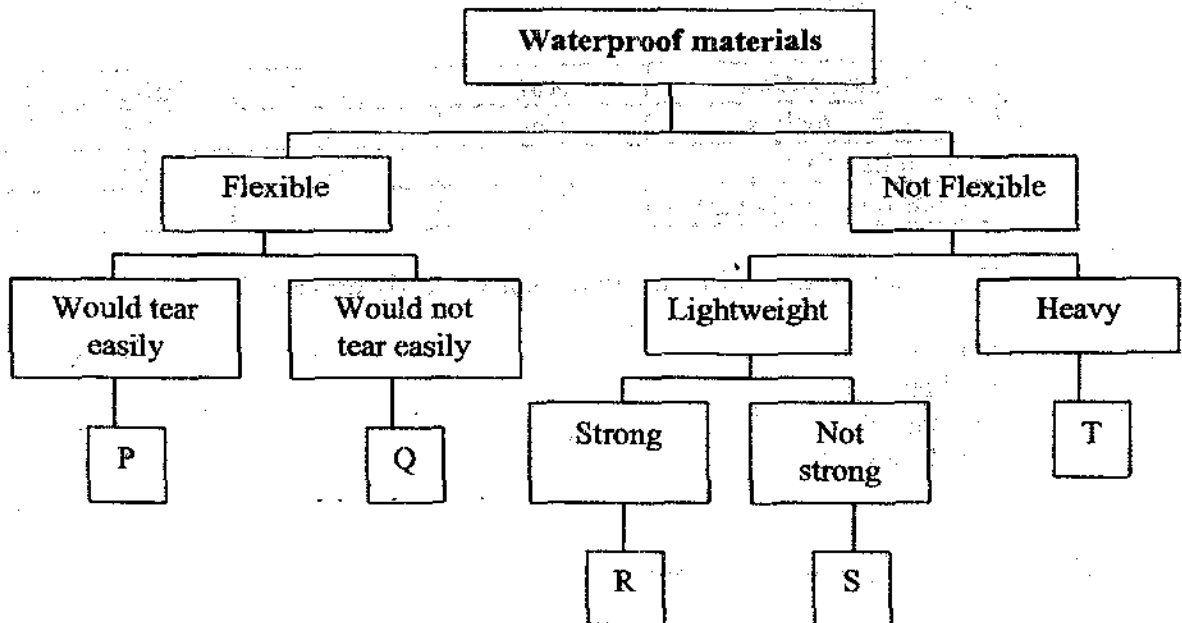 Waterproof materials
Flexible
Not Flexible
Would tear
easily
Would not
tear easily
Lightweight
Heavy
P
Q
Strong
Not
strong
T
R
S